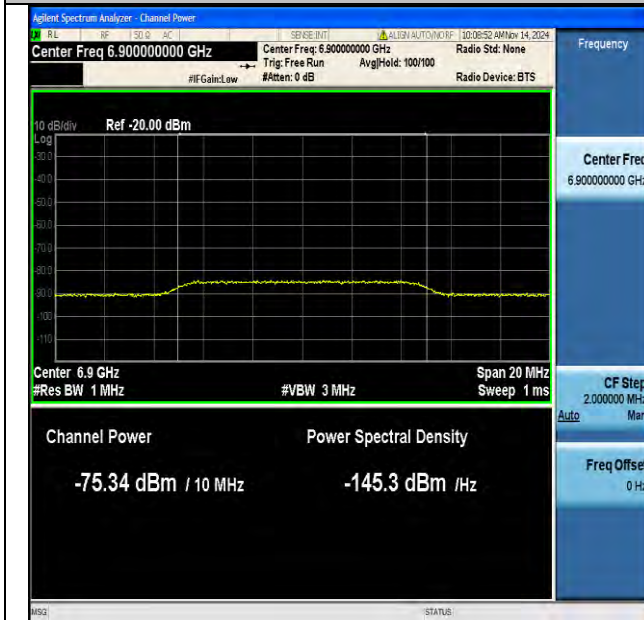 Agilent Spectrum Analyzer - Channel Power
RL RF 50 Ω AC SENSE:INT ALIGN AUTO/NO RF 10:08:52 AM Nov 14, 2024
Center Freq 6.900000000 GHz
Center Freq: 6.900000000 GHz Radio Std: None
Trig: Free Run Avg|Hold: 100/100
#IFGain:Low #Atten: 0 dB Radio Device: BTS
Frequency
10 dB/div Ref -20.00 dBm
Log
-30.0
-40.0
-50.0
-60.0
-70.0
-80.0
-90.0
-100
-110
Center Freq
6.900000000 GHz
Center 6.9 GHz Span 20 MHz
#Res BW 1 MHz #VBW 3 MHz Sweep 1 ms
CF Step
2.000000 MHz
Auto Man
Channel Power Power Spectral Density
-75.34 dBm / 10 MHz -145.3 dBm /Hz
Freq Offset
0 Hz
MSG STATUS